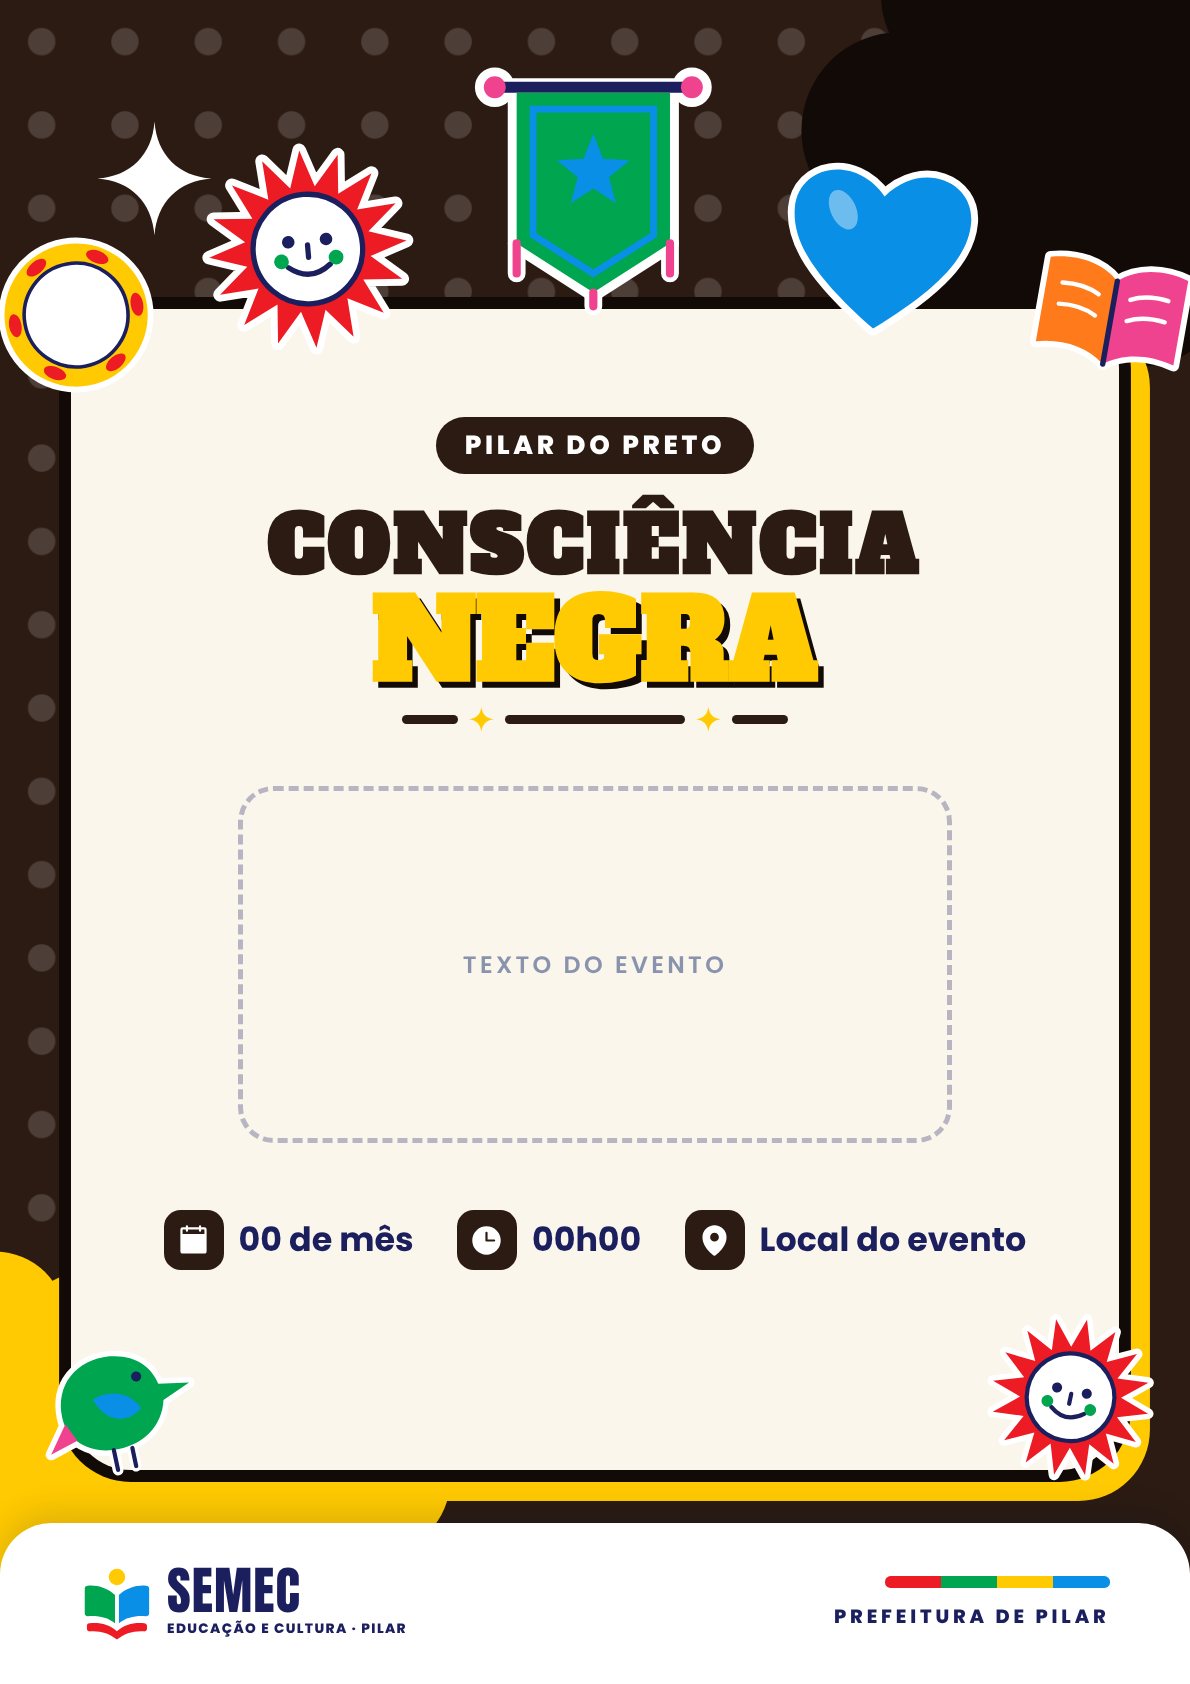 PILAR DO PRETO
CONSCIÊNCIA
NEGRA
TEXTO DO EVENTO
00 de mês
00h00
Local do evento
SEMEC
EDUCAÇÃO E CULTURA · PILAR
PREFEITURA DE PILAR